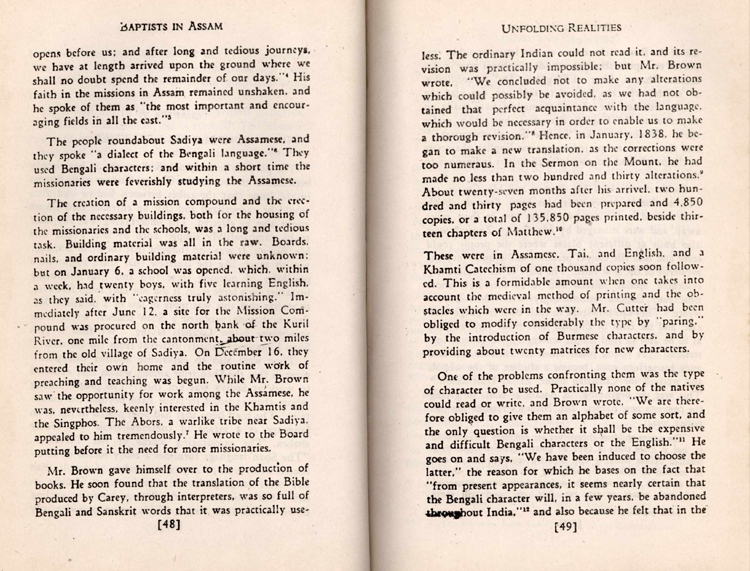 BAPTISTS IN ASSAM
opens before us; and after long and tedious journeys,
we have at length arrived upon the ground where we
shall no doubt spend the remainder of our days."⁴ His
faith in the missions in Assam remained unshaken, and
he spoke of them as "the most important and encour-
aging fields in all the east."⁵
The people roundabout Sadiya were Assamese, and
they spoke "a dialect of the Bengali language."⁶ They
used Bengali characters; and within a short time the
missionaries were feverishly studying the Assamese.
The creation of a mission compound and the erec-
tion of the necessary buildings, both for the housing of
the missionaries and the schools, was a long and tedious
task. Building material was all in the raw. Boards,
nails, and ordinary building material were unknown;
but on January 6, a school was opened, which, within
a week, had twenty boys, with five learning English,
as they said, with "eagerness truly astonishing." Im-
mediately after June 12, a site for the Mission Com-
pound was procured on the north bank of the Kuril
River, one mile from the cantonment, about two miles
from the old village of Sadiya. On December 16, they
entered their own home and the routine work of
preaching and teaching was begun. While Mr. Brown
saw the opportunity for work among the Assamese, he
was, nevertheless, keenly interested in the Khamtis and
the Singphos. The Abors, a warlike tribe near Sadiya,
appealed to him tremendously.⁷ He wrote to the Board
putting before it the need for more missionaries.
Mr. Brown gave himself over to the production of
books. He soon found that the translation of the Bible
produced by Carey, through interpreters, was so full of
Bengali and Sanskrit words that it was practically use-
[48]
UNFOLDING REALITIES
less. The ordinary Indian could not read it, and its re-
vision was practically impossible; but Mr. Brown
wrote, "We concluded not to make any alterations
which could possibly be avoided, as we had not ob-
tained that perfect acquaintance with the language,
which would be necessary in order to enable us to make
a thorough revision."⁸ Hence, in January, 1838, he be-
gan to make a new translation, as the corrections were
too numeraus. In the Sermon on the Mount, he had
made no less than two hundred and thirty alterations.⁹
About twenty-seven months after his arrivel, two hun-
dred and thirty pages had been prepared and 4,850
copies, or a total of 135,850 pages printed, beside thir-
teen chapters of Matthew.¹⁰
These were in Assamese, Tai, and English, and a
Khamti Catechism of one thousand copies soon follow-
ed. This is a formidable amount when one takes into
account the medieval method of printing and the ob-
stacles which were in the way. Mr. Cutter had been
obliged to modify considerably the type by "paring,"
by the introduction of Burmese characters, and by
providing about twenty matrices for new characters.
One of the problems confronting them was the type
of character to be used. Practically none of the natives
could read or write, and Brown wrote, "We are there-
fore obliged to give them an alphabet of some sort, and
the only question is whether it shall be the expensive
and difficult Bengali characters or the English."¹¹ He
goes on and says, "We have been induced to choose the
latter," the reason for which he bases on the fact that
"from present appearances, it seems nearly certain that
the Bengali character will, in a few years, be abandoned
throughout India,"¹² and also because he felt that in the
[49]